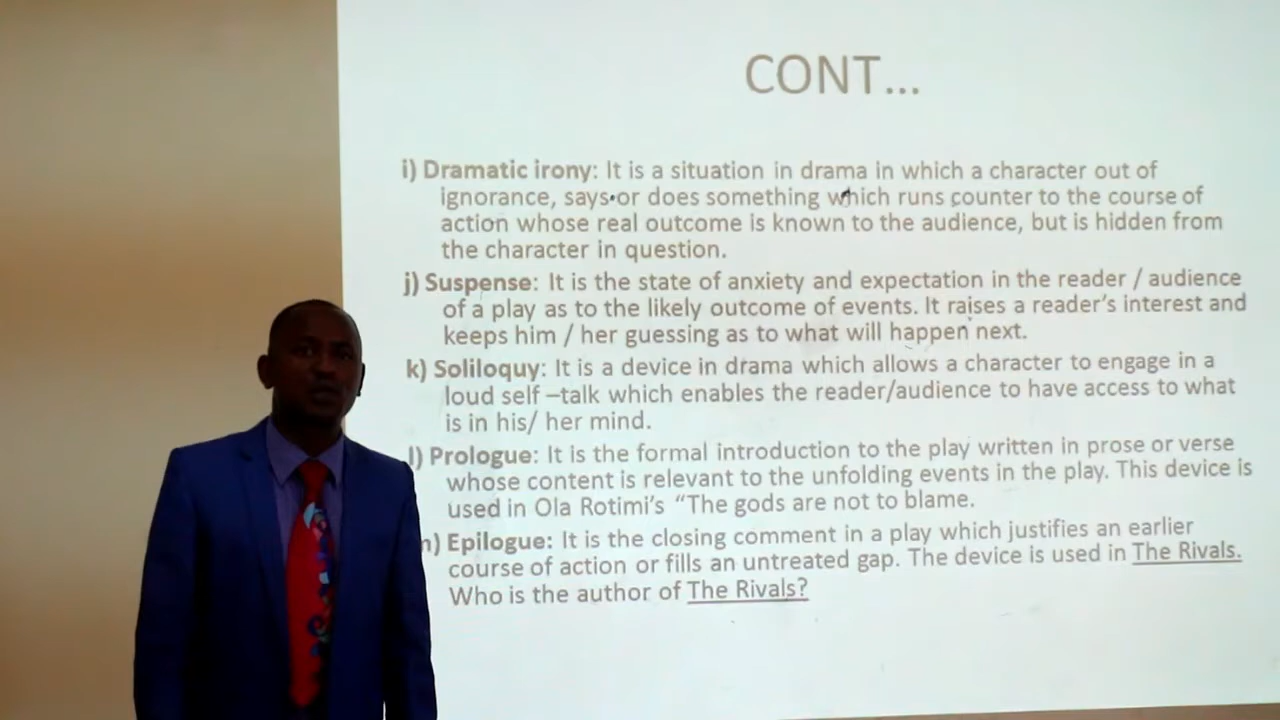 CONT...
i) Dramatic irony: It is a situation in drama in which a character out of
ignorance, says or does something which runs counter to the course of
action whose real outcome is known to the audience, but is hidden from
the character in question.
j) Suspense: It is the state of anxiety and expectation in the reader / audience
of a play as to the likely outcome of events. It raises a reader's interest and
keeps him / her guessing as to what will happen next.
k) Soliloquy: It is a device in drama which allows a character to engage in a
loud self –talk which enables the reader/audience to have access to what
is in his/ her mind.
l) Prologue: It is the formal introduction to the play written in prose or verse
whose content is relevant to the unfolding events in the play. This device is
used in Ola Rotimi's “The gods are not to blame.
) Epilogue: It is the closing comment in a play which justifies an earlier
course of action or fills an untreated gap. The device is used in The Rivals.
Who is the author of The Rivals?